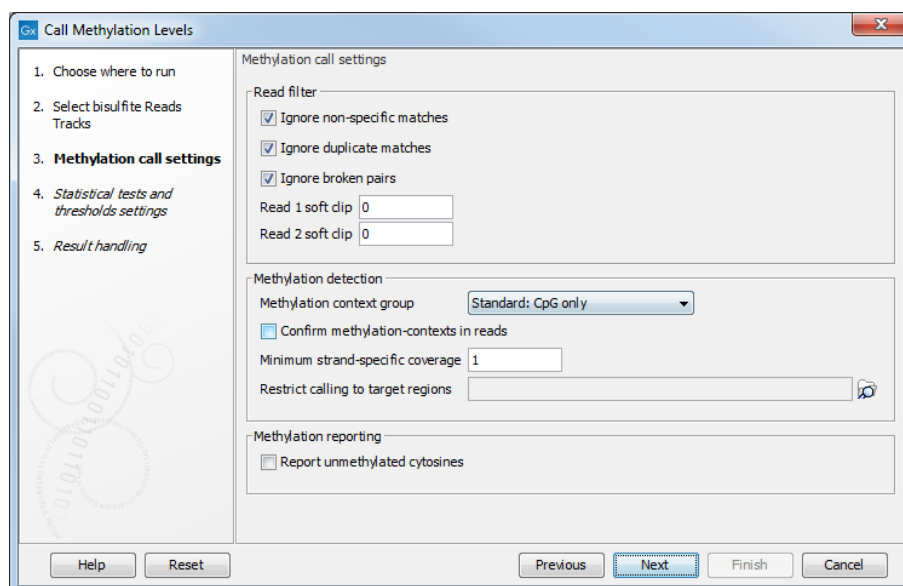 Gx Call Methylation Levels
1. Choose where to run
2. Select bisulfite Reads
Tracks
3. Methylation call settings
4. Statistical tests and
thresholds settings
5. Result handling
Methylation call settings
Read filter
Ignore non-specific matches
Ignore duplicate matches
Ignore broken pairs
Read 1 soft clip 0
Read 2 soft clip 0
Methylation detection
Methylation context group Standard: CpG only
Confirm methylation-contexts in reads
Minimum strand-specific coverage 1
Restrict calling to target regions
Methylation reporting
Report unmethylated cytosines
Help Reset Previous Next Finish Cancel